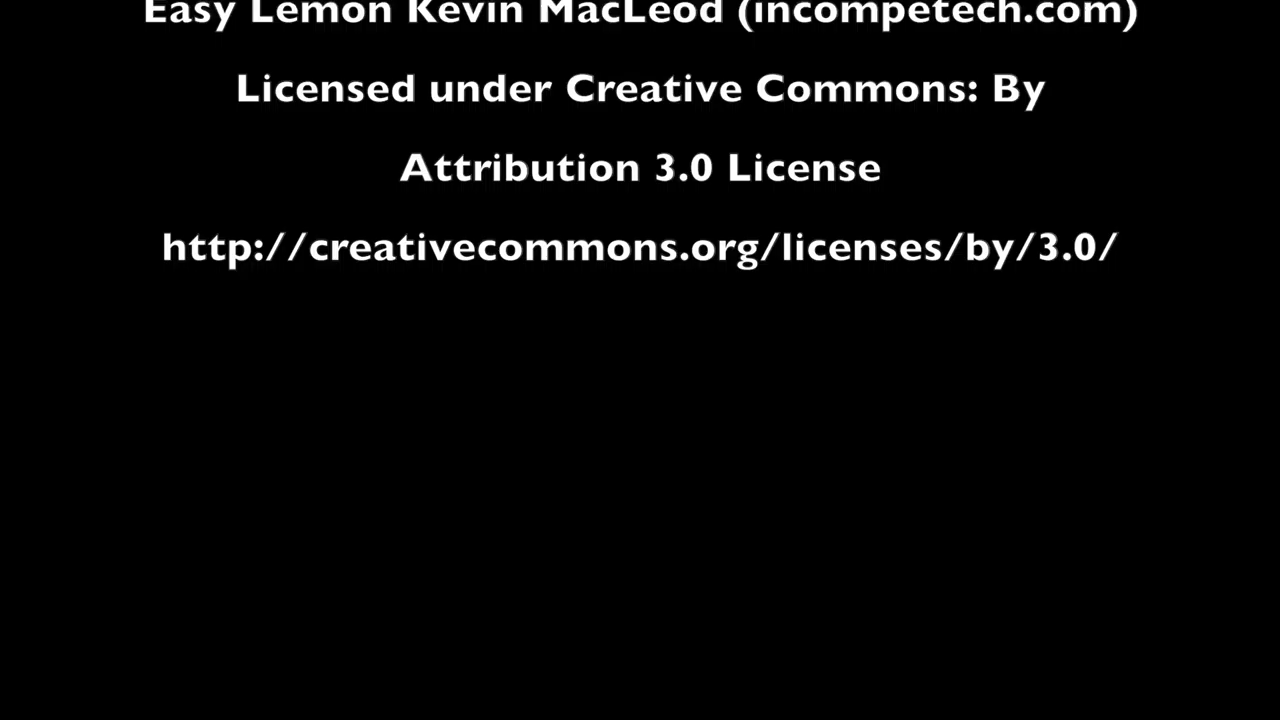 Easy Lemon Kevin MacLeod (incompetech.com)
Licensed under Creative Commons: By
Attribution 3.0 License
http://creativecommons.org/licenses/by/3.0/